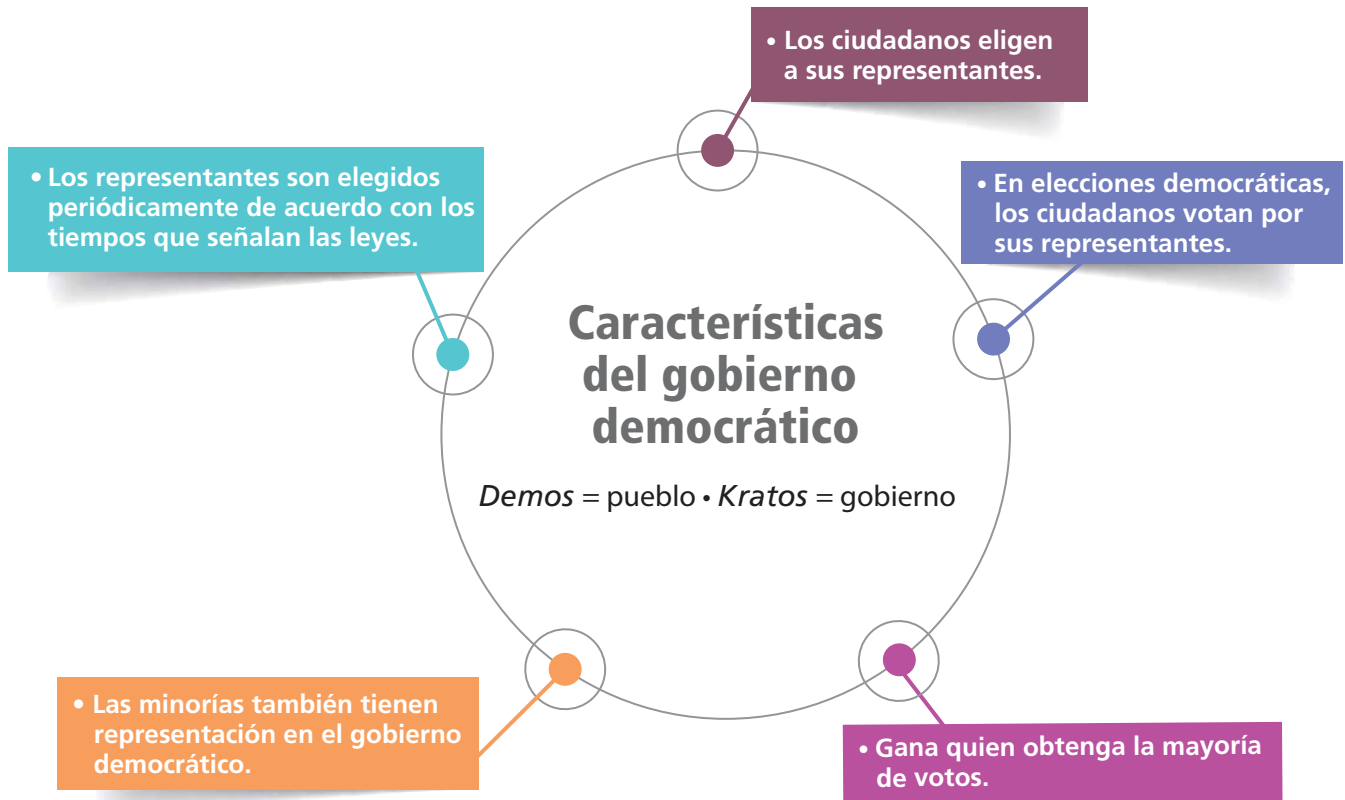 • Los ciudadanos eligen
a sus representantes.
• Los representantes son elegidos
periódicamente de acuerdo con los
tiempos que señalan las leyes.
• En elecciones democráticas,
los ciudadanos votan por
sus representantes.
Características
del gobierno
democrático
Demos = pueblo • Kratos = gobierno
• Las minorías también tienen
representación en el gobierno
democrático.
• Gana quien obtenga la mayoría
de votos.